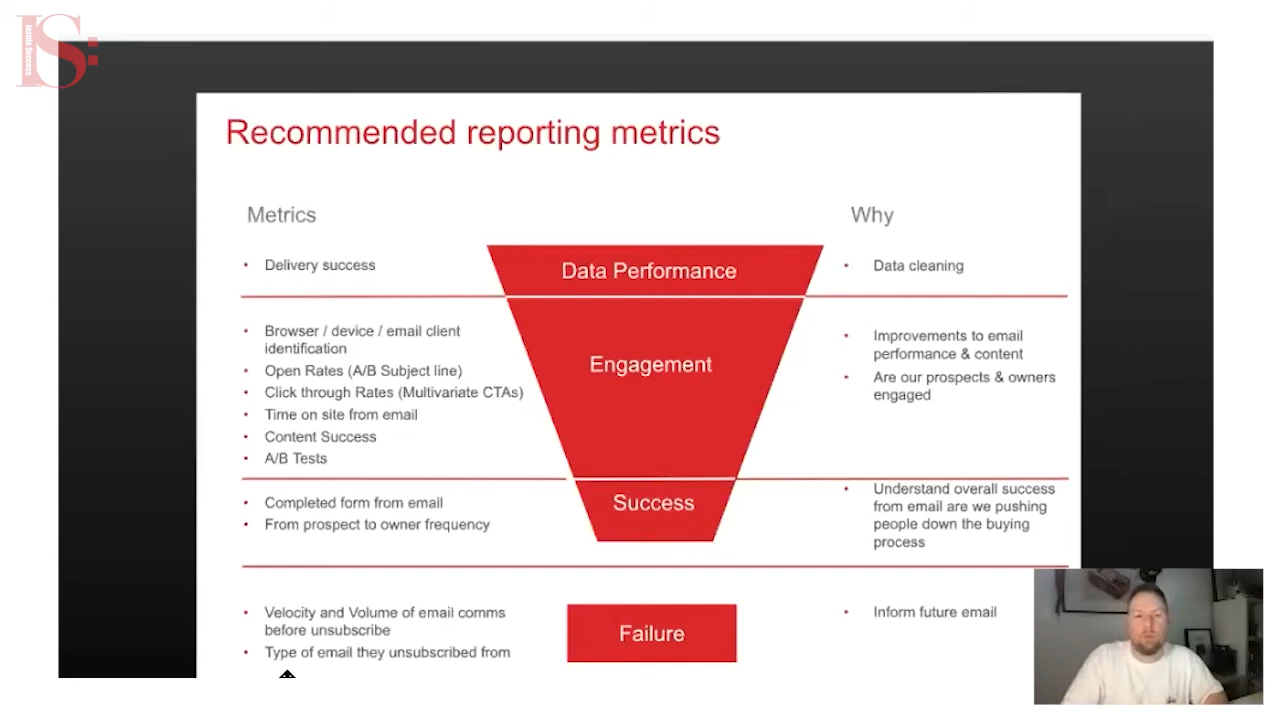 Inside Success
IS:
Recommended reporting metrics
Metrics
Why
• Delivery success
Data Performance
• Data cleaning
• Browser / device / email client
identification
• Open Rates (A/B Subject line)
• Click through Rates (Multivariate CTAs)
• Time on site from email
• Content Success
• A/B Tests
Engagement
• Improvements to email
performance & content
• Are our prospects & owners
engaged
• Completed form from email
• From prospect to owner frequency
Success
• Understand overall success
from email are we pushing
people down the buying
process
• Velocity and Volume of email comms
before unsubscribe
• Type of email they unsubscribed from
Failure
• Inform future email